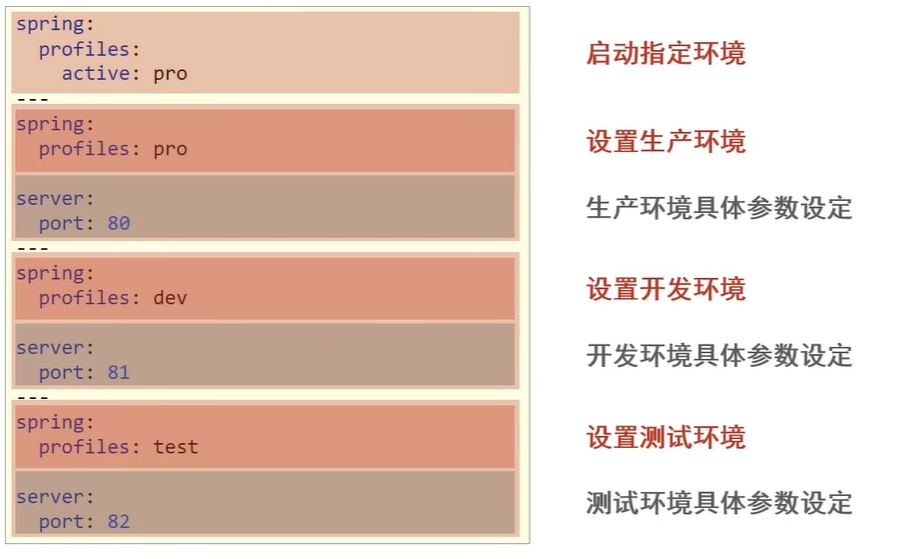 spring:
  profiles:
    active: pro
---
spring:
  profiles: pro
server:
  port: 80
---
spring:
  profiles: dev
server:
  port: 81
---
spring:
  profiles: test
server:
  port: 82
启动指定环境
设置生产环境
生产环境具体参数设定
设置开发环境
开发环境具体参数设定
设置测试环境
测试环境具体参数设定